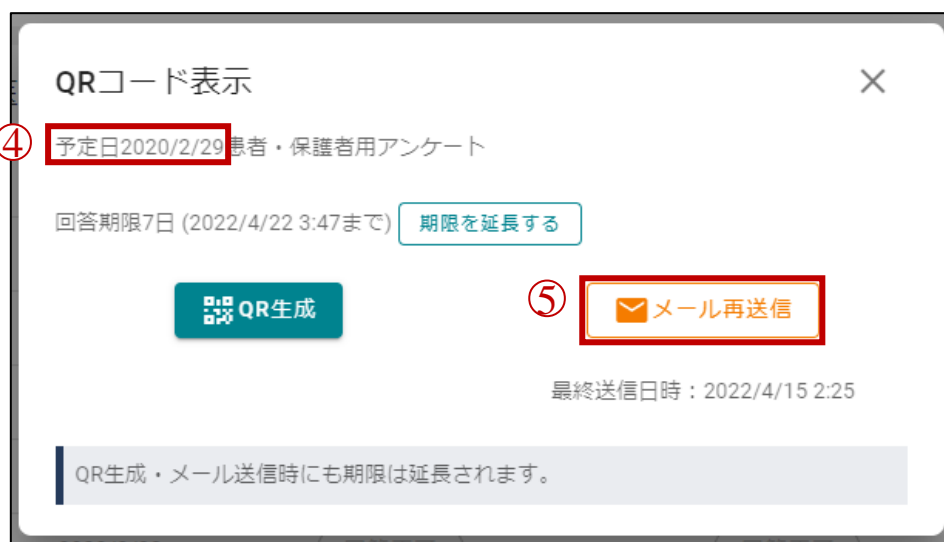 QRコード表示
④ 予定日2020/2/29患者・保護者用アンケート
回答期限7日 (2022/4/22 3:47まで) 期限を延長する
QR生成 ⑤ メール再送信
最終送信日時：2022/4/15 2:25
QR生成・メール送信時にも期限は延長されます。